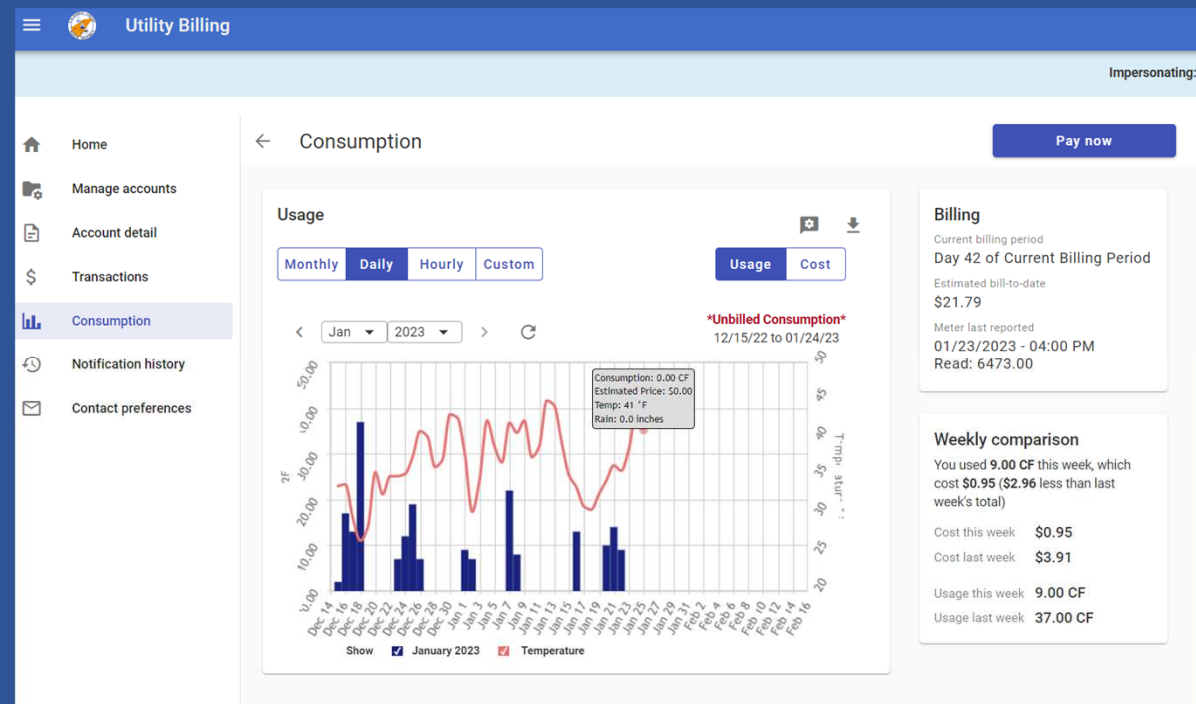 Utility Billing
Impersonating:
Home
Manage accounts
Account detail
Transactions
Consumption
Notification history
Contact preferences
Consumption
Pay now
Usage
Monthly Daily Hourly Custom
Usage Cost
Jan 2023
*Unbilled Consumption*
12/15/22 to 01/24/23
Consumption: 0.00 CF
Estimated Price: $0.00
Temp: 41 °F
Rain: 0.0 inches
50.00
30.00
20.00
10.00
50
45
40
35
30
25
20
Dec 14 Dec 16 Dec 18 Dec 20 Dec 22 Dec 24 Dec 26 Dec 28 Dec 30 Jan 1 Jan 3 Jan 5 Jan 7 Jan 9 Jan 11 Jan 13 Jan 15 Jan 17 Jan 19 Jan 21 Jan 23 Jan 25 Jan 27 Jan 29 Jan 31 Feb 2 Feb 4 Feb 6 Feb 8 Feb 10 Feb 12 Feb 14 Feb 16
Show January 2023 Temperature
Billing
Current billing period
Day 42 of Current Billing Period
Estimated bill-to-date
$21.79
Meter last reported
01/23/2023 - 04:00 PM
Read: 6473.00
Weekly comparison
You used 9.00 CF this week, which
cost $0.95 ($2.96 less than last
week's total)
Cost this week $0.95
Cost last week $3.91
Usage this week 9.00 CF
Usage last week 37.00 CF